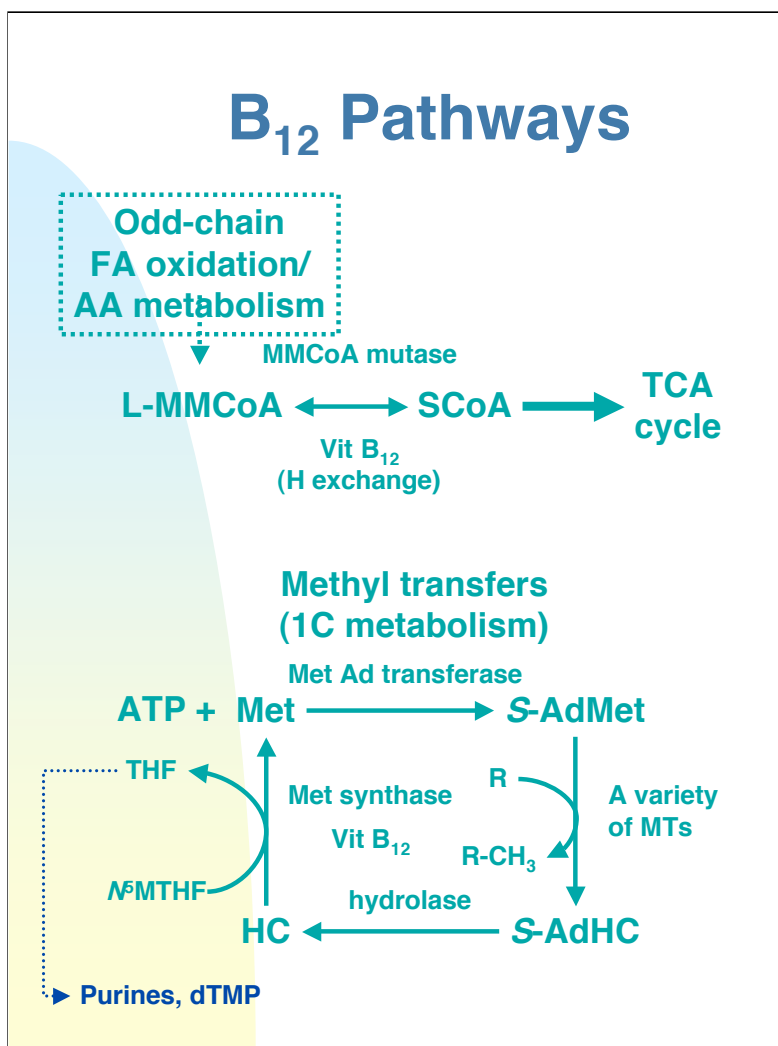 B₁₂ Pathways
Odd-chain
FA oxidation/
AA metabolism
MMCoA mutase
L-MMCoA
SCoA
TCA
cycle
Vit B₁₂
(H exchange)
Methyl transfers
(1C metabolism)
Met Ad transferase
ATP + Met
S-AdMet
THF
Met synthase
Vit B₁₂
R
R-CH₃
A variety
of MTs
N⁵MTHF
hydrolase
HC
S-AdHC
Purines, dTMP